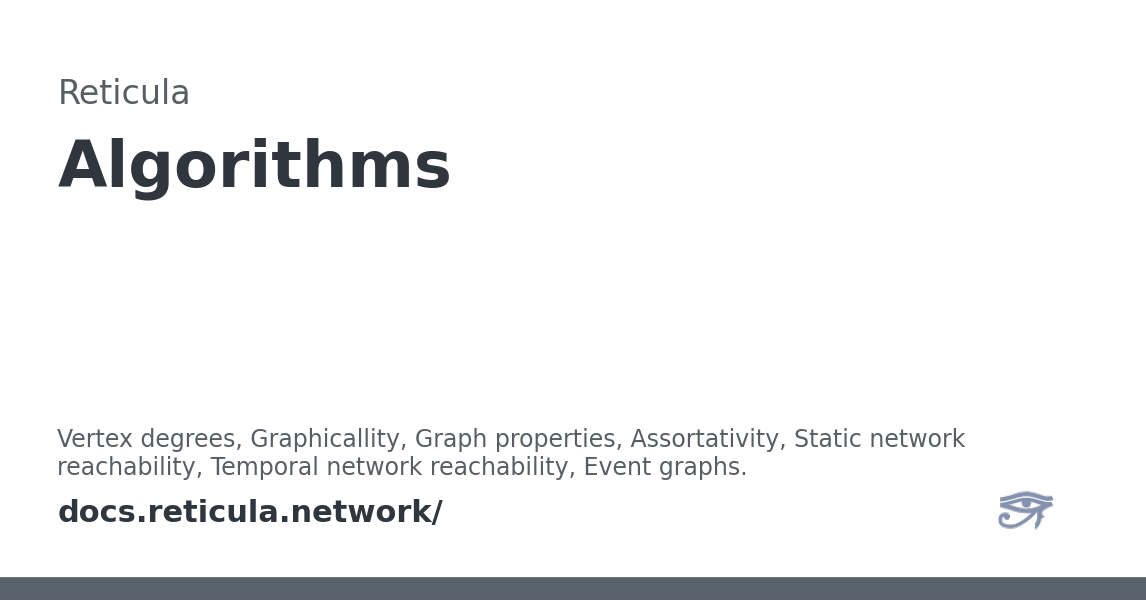 Reticula
Algorithms
Vertex degrees, Graphicallity, Graph properties, Assortativity, Static network
reachability, Temporal network reachability, Event graphs.
docs.reticula.network/